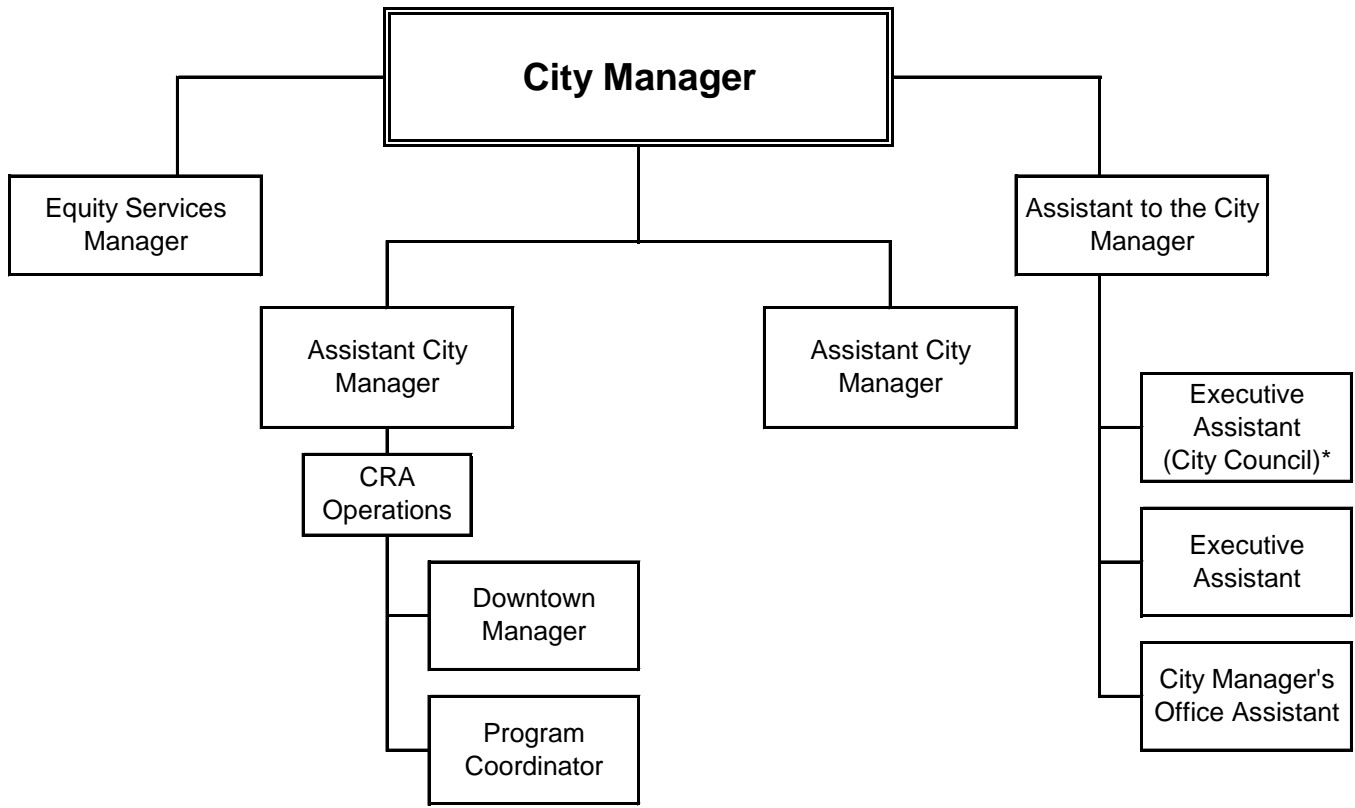 City Manager
Equity Services
Manager
Assistant to the City
Manager
Assistant City
Manager
Assistant City
Manager
CRA
Operations
Downtown
Manager
Program
Coordinator
Executive
Assistant
(City Council)*
Executive
Assistant
City Manager's
Office Assistant